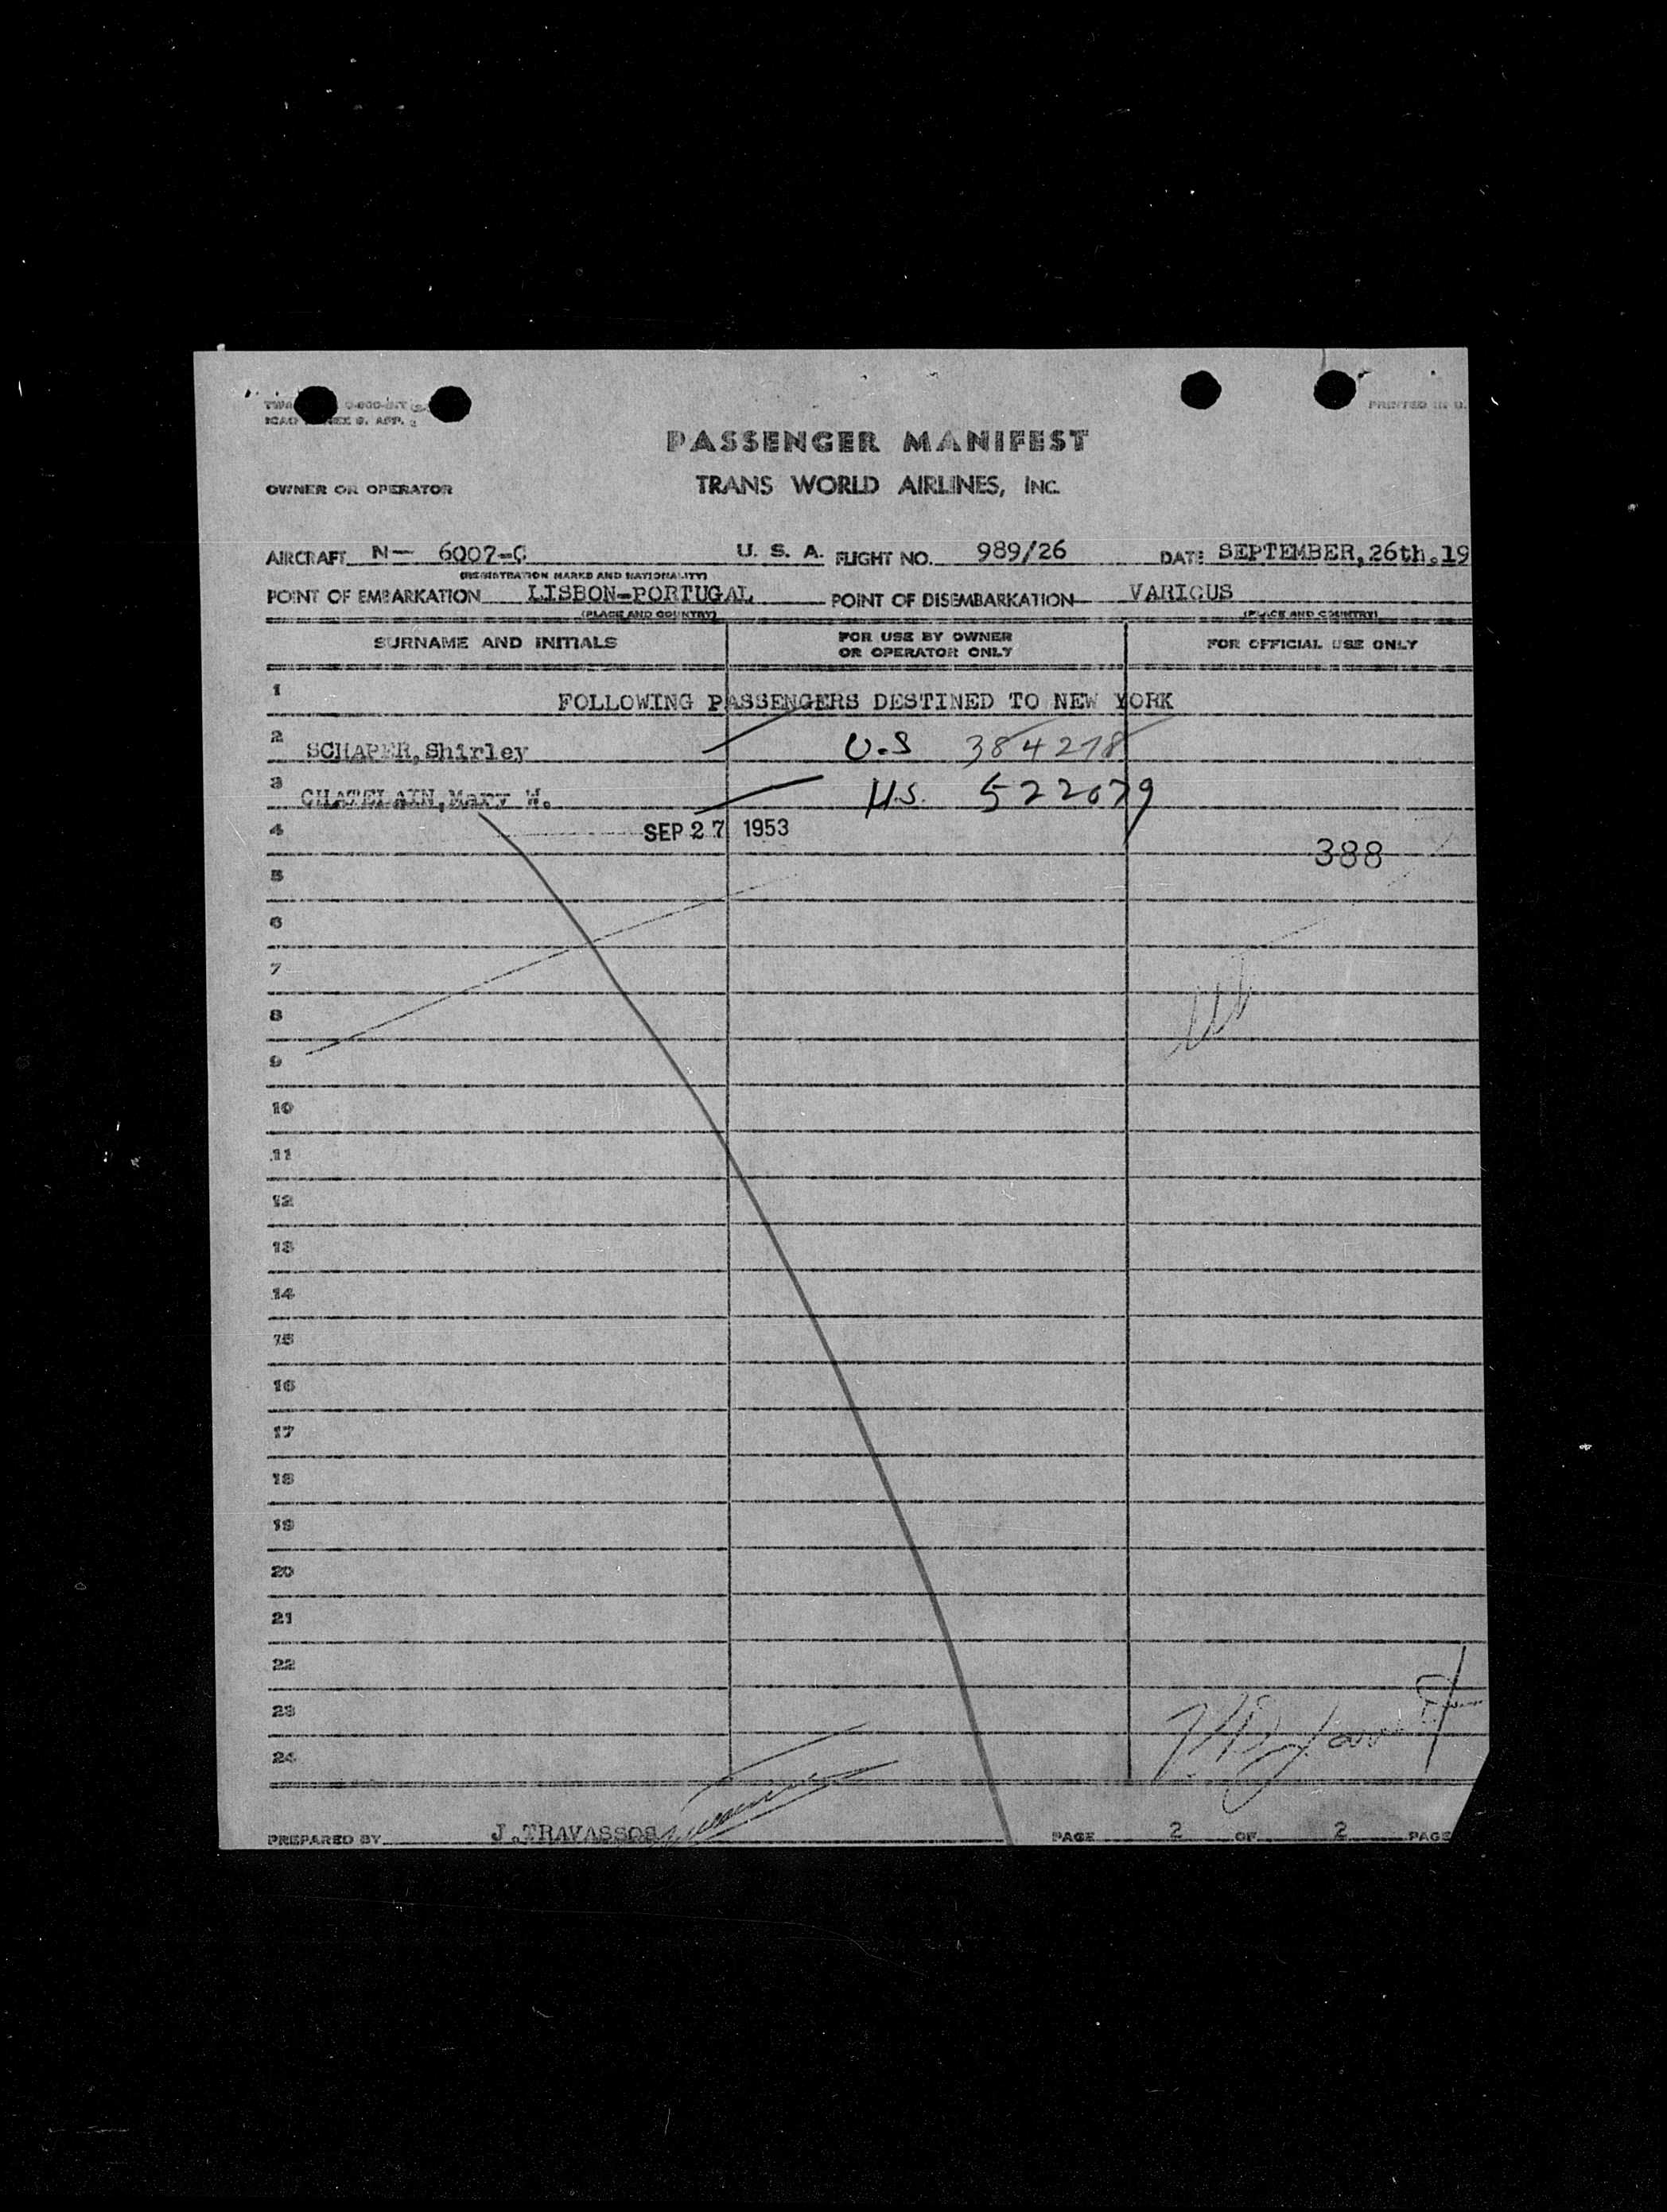 PRINTED IN U.
PASSENGER MANIFEST
OWNER OR OPERATOR TRANS WORLD AIRLINES, INC.
AIRCRAFT N— 6007-C U. S. A. FLIGHT NO. 989/26 DATE SEPTEMBER,26th.19
(REGISTRATION MARKS AND NATIONALITY)
POINT OF EMBARKATION LISBON-PORTUGAL POINT OF DISEMBARKATION VARIOUS
(PLACE AND COUNTRY) (PLACE AND COUNTRY)
SURNAME AND INITIALS FOR USE BY OWNER OR OPERATOR ONLY FOR OFFICIAL USE ONLY
1 FOLLOWING PASSENGERS DESTINED TO NEW YORK
2 SCHAPER,Shirley U.S 384278
3 CHATELAIN,Mary W. U.S. 522679
4 SEP 27 1953
388
5
6
7
8
9
10
11
12
13
14
15
16
17
18
19
20
21
22
23
24
PREPARED BY J.TRAVASSOS PAGE 2 OF 2 PAGE